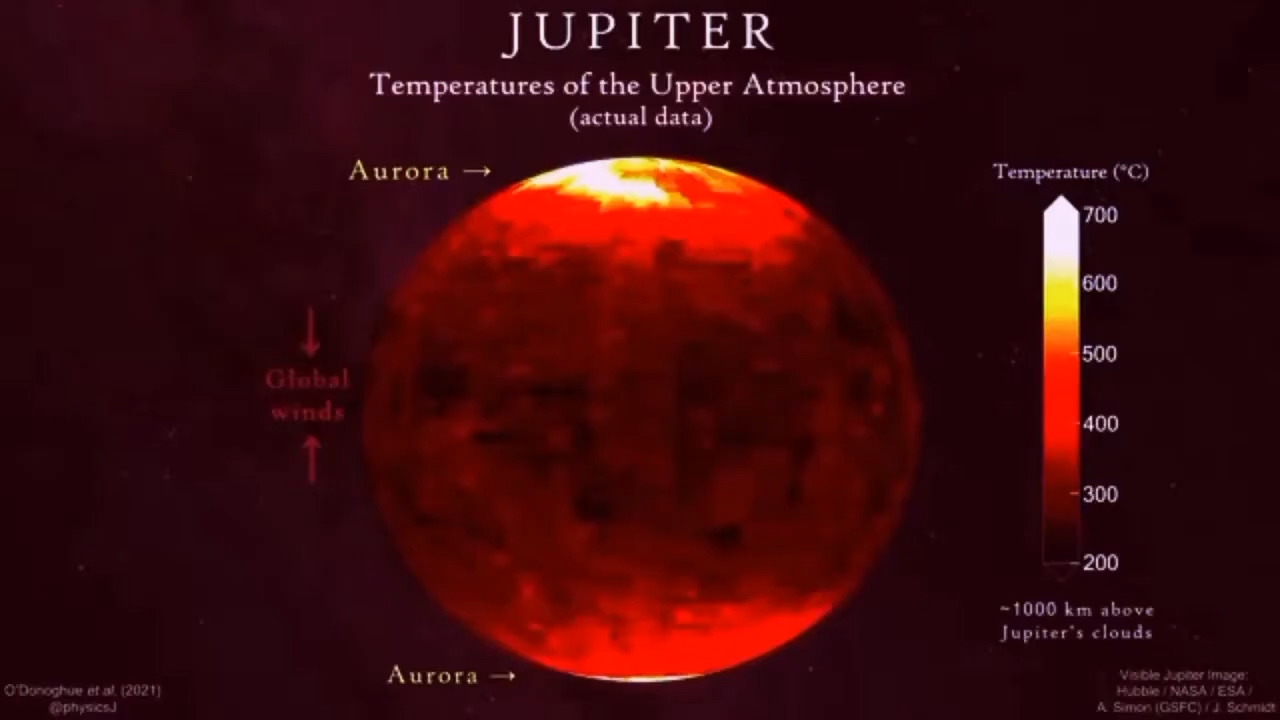 JUPITER
Temperatures of the Upper Atmosphere
(actual data)
Aurora →
Temperature (°C)
700
600
500
400
300
200
Global
winds
~1000 km above
Jupiter's clouds
Aurora →
O'Donoghue et al. (2021)
@physicsJ
Visible Jupiter Image:
Hubble / NASA / ESA /
A. Simon (GSFC) / J. Schmidt